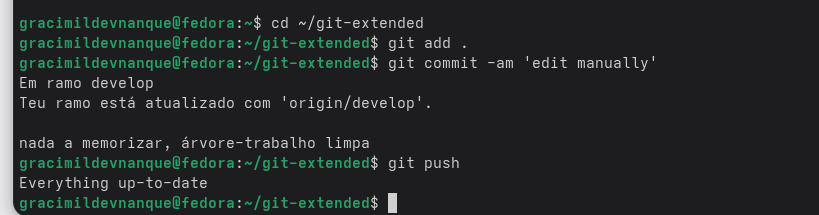 gracimildevnanque@fedora:~$ cd ~/git-extended
gracimildevnanque@fedora:~/git-extended$ git add .
gracimildevnanque@fedora:~/git-extended$ git commit -am 'edit manually'
Em ramo develop
Teu ramo está atualizado com 'origin/develop'.
nada a memorizar, árvore-trabalho limpa
gracimildevnanque@fedora:~/git-extended$ git push
Everything up-to-date
gracimildevnanque@fedora:~/git-extended$